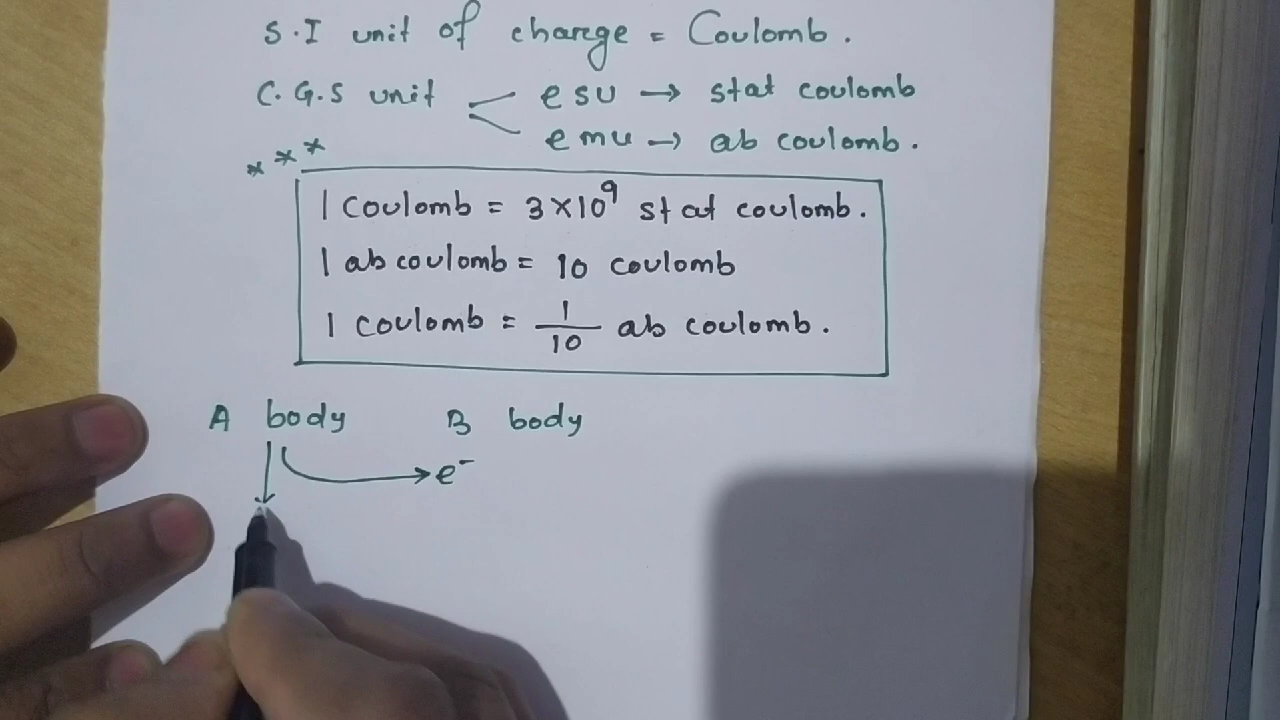 S.I unit of charge = Coulomb.
C.G.S unit < esu → stat coulomb
emu → ab coulomb.
***
1 Coulomb = 3×10⁹ stat coulomb.
1 ab coulomb = 10 coulomb
1 coulomb = 1/10 ab coulomb.
A body B body
→ e⁻